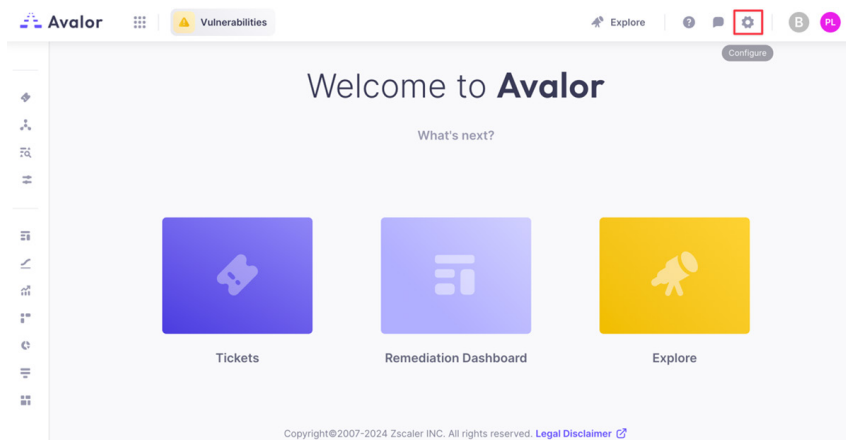 Avalor
Vulnerabilities
Explore
B
PL
Configure
Welcome to Avalor
What's next?
Tickets
Remediation Dashboard
Explore
Copyright©2007-2024 Zscaler INC. All rights reserved. Legal Disclaimer